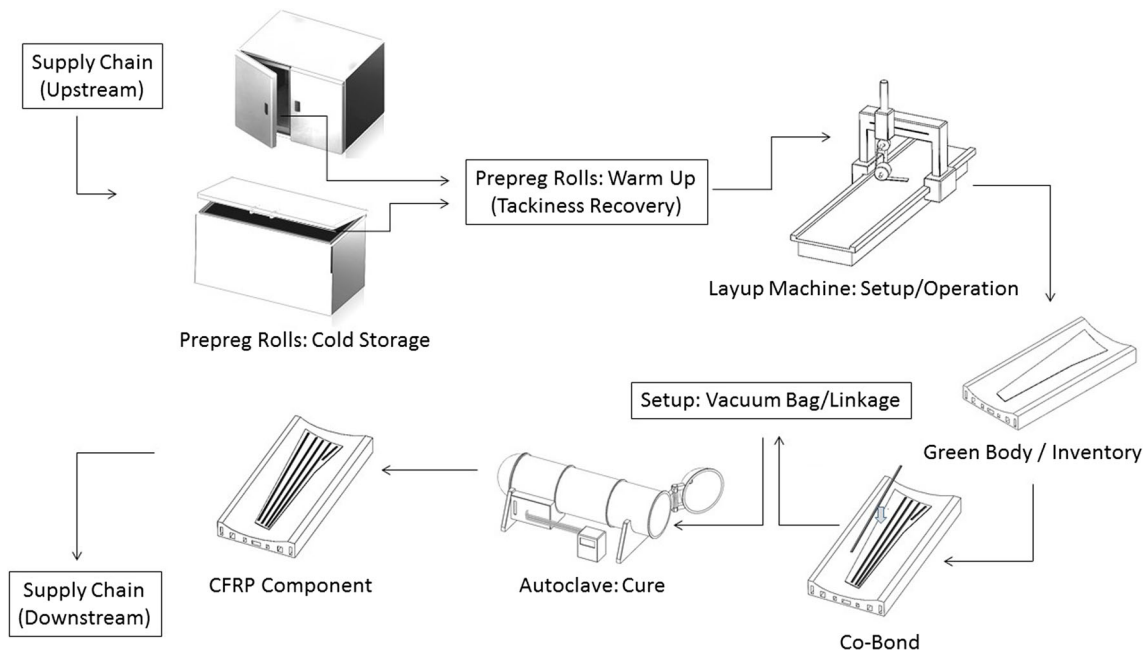 Supply Chain
(Upstream)
Prepreg Rolls: Warm Up
(Tackiness Recovery)
Layup Machine: Setup/Operation
Prepreg Rolls: Cold Storage
Setup: Vacuum Bag/Linkage
Green Body / Inventory
CFRP Component
Autoclave: Cure
Supply Chain
(Downstream)
Co-Bond